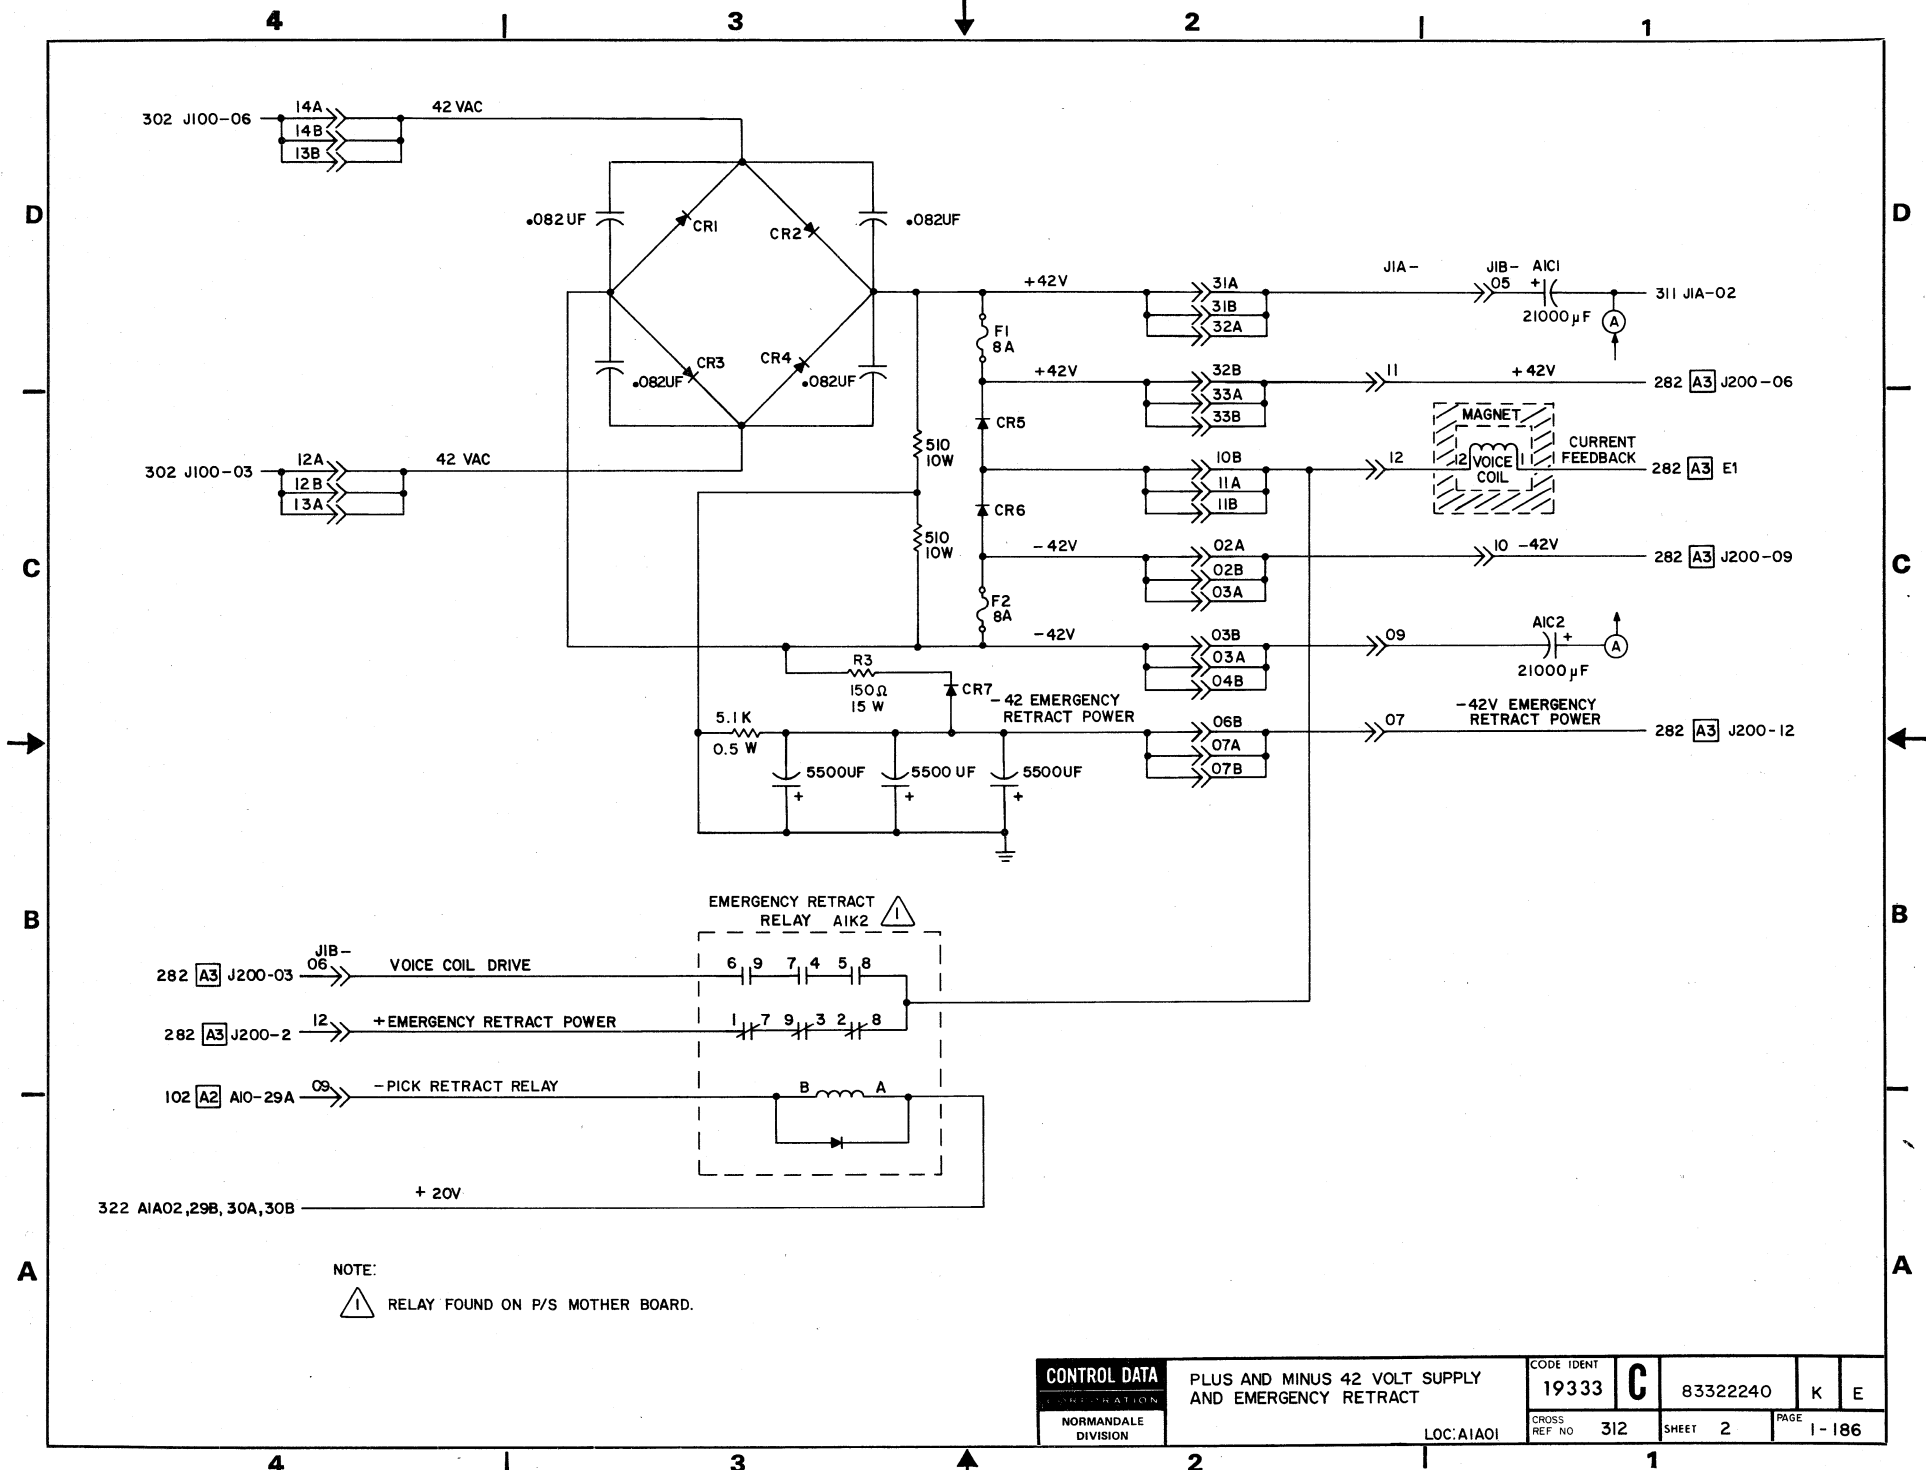 4 3 2 1
14A
42 VAC
302 J100-06
14B
13B
D D
.082UF .082UF
CR1
CR2
J1A- J1B- A1C1
+42V 31A 05 +
311 J1A-02
31B
21000µF A
F1
32A
8A
CR3 CR4
.082UF .082UF
+42V 32B 11 +42V
282 A3 J200-06
33A
33B
MAGNET
CR5
510
10W
CURRENT
FEEDBACK
12A
42 VAC
10B 12
12 VOICE 1
COIL
302 J100-03
282 A3 E1
12B
11A
13A
11B
CR6
510
10W
-42V 02A 10 -42V
282 A3 J200-09
C C
02B
03A
F2
8A
-42V 03B 09 A1C2
+
A
03A
21000µF
04B
R3
150Ω
15 W
CR7
-42 EMERGENCY
RETRACT POWER
-42V EMERGENCY
RETRACT POWER
5.1K
0.5 W
06B 07
282 A3 J200-12
07A
07B
5500UF 5500 UF 5500UF
+ + +
EMERGENCY RETRACT
RELAY A1K2 1
B B
J1B-
06
282 A3 J200-03 VOICE COIL DRIVE 6 9 7 4 5 8
12
282 A3 J200-2 +EMERGENCY RETRACT POWER 1 7 9 3 2 8
09
102 A2 A10-29A -PICK RETRACT RELAY B A
+ 20V
322 A1A02,29B,30A,30B
A A
NOTE:
1 RELAY FOUND ON P/S MOTHER BOARD.
CONTROL DATA
CORPORATION
NORMANDALE
DIVISION
PLUS AND MINUS 42 VOLT SUPPLY
AND EMERGENCY RETRACT
LOC:A1A01
CODE IDENT
19333
C
83322240
K E
CROSS
REF NO 312
SHEET 2
PAGE
1-186
4 3 2 1